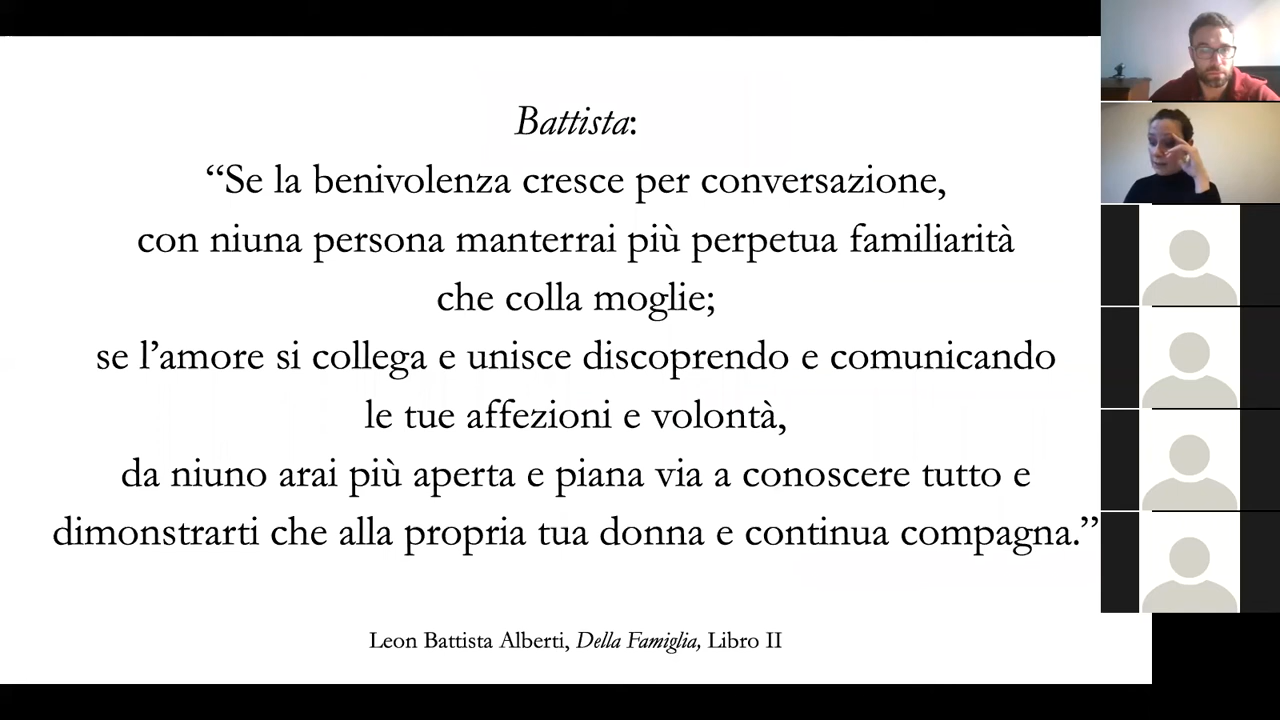 Battista:
“Se la benivolenza cresce per conversazione,
con niuna persona manterrai più perpetua familiarità
che colla moglie;
se l’amore si collega e unisce discoprendo e comunicando
le tue affezioni e volontà,
da niuno arai più aperta e piana via a conoscere tutto e
dimonstrarti che alla propria tua donna e continua compagna.”
Leon Battista Alberti, Della Famiglia, Libro II